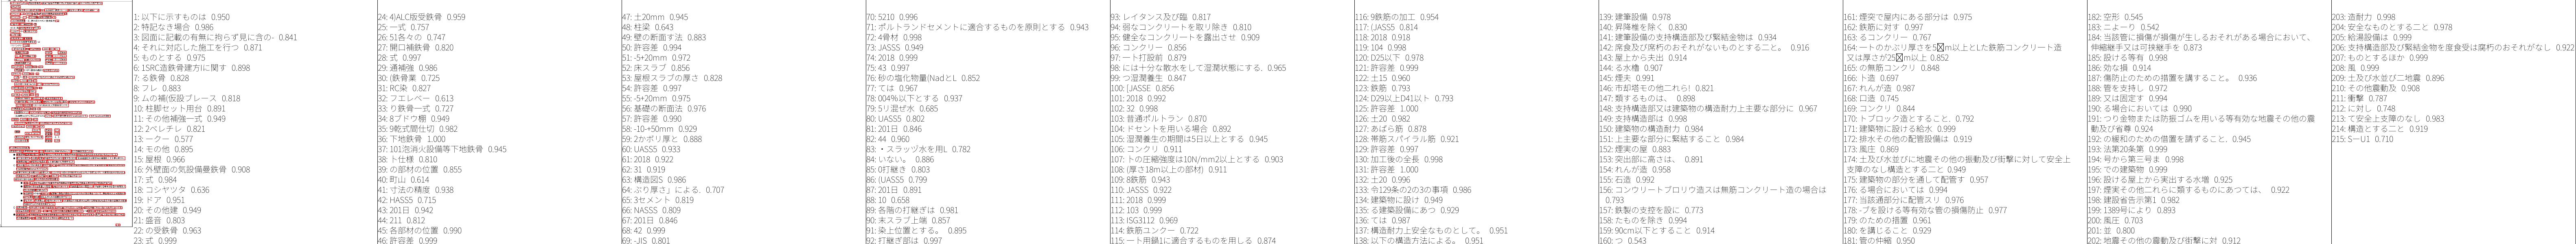 1: 以下に示すものは 0.950
2: 特記なき場合 0.986
3: 図面に記載の有無に拘らず見に含の- 0.841
4: それに対応した施工を行つ 0.871
5: ものとする 0.975
6: 1SRC造鉄骨建方に関す 0.898
7: る鉄骨 0.828
8: フレ 0.883
9: ムの補(仮設ブレース 0.818
10: 柱脚セット用台 0.891
11: その他補強一式 0.949
12: 2ベレチレ 0.821
13: ークー 0.577
14: その他 0.895
15: 屋根 0.966
16: 外壁面の気設備畳鉄骨 0.908
17: 式 0.984
18: コシヤツタ 0.636
19: ドア 0.951
20: その他建 0.949
21: 盛音 0.803
22: の受鉄骨 0.963
23: 式 0.999
24: 4)ALC版受鉄骨 0.959
25: 一式 0.757
26: 51各々の 0.747
27: 開口補鉄骨 0.820
28: 式 0.997
29: 通補強 0.986
30: (鉄骨業 0.725
31: RC染 0.827
32: フエレベー 0.613
33: り鉄骨一式 0.727
34: 8ブドウ棚 0.949
35: 9乾式間仕切 0.982
36: 下地鉄骨 1.000
37: 101泡消火設備等下地鉄骨 0.945
38: ト仕様 0.810
39: の部材の位置 0.855
40: 町山 0.614
41: 寸法の精度 0.938
42: HASS5 0.715
43: 201日 0.942
44: 211 0.812
45: 各部材の位置 0.990
46: 許容差 0.999
47: 土20mm 0.945
48: 柱梁 0.643
49: 壁の断面す法 0.883
50: 許容差 0.994
51: -5+20mm 0.972
52: 床スラブ 0.856
53: 屋根スラブの厚さ 0.828
54: 許容差 0.997
55: -5+20mm 0.975
56: 基礎の断面法 0.976
57: 許容差 0.990
58: -10+50mm 0.929
59: 2かぶり厚と 0.888
60: UASS5 0.933
61: 2018 0.922
62: 31 0.919
63: 構造図S 0.986
64: ぶり厚さ」による. 0.707
65: 3セメント 0.819
66: NASSS 0.809
67: 201日 0.846
68: 42 0.999
69: -JIS 0.801
70: 5210 0.996
71: ポルトランドセメントに適合するものを原則とする 0.943
72: 4骨材 0.998
73: JASSS 0.949
74: 2018 0.999
75: 43 0.997
76: 砂の塩化物量(NadとL 0.852
77: ては 0.967
78: 004％以下とする 0.937
79: 5リ混ぜ水 0.685
80: UASS5 0.802
81: 201日 0.846
82: 44 0.960
83: ・スラッヅ水を用L 0.782
84: いない。 0.886
85: 0打継き 0.803
86: (UASS5 0.799
87: 201日 0.891
88: 10 0.658
89: 各階の打継ぎは 0.981
90: 末スラブ上端 0.857
91: 染上位置とする。 0.895
92: 打継ぎ部は 0.997
93: レイタンス及び臨 0.817
94: 弱なコンクリートを取り除き 0.810
95: 健全なコンクリートを露出させ 0.909
96: コンクリー 0.856
97: ート打設前 0.879
98: には十分な散水をして湿潤状態にする、 0.965
99: つ湿潤養生 0.847
100: [JASSE 0.856
101: 2018 0.992
102: 32 0.998
103: 普通ポルトラン 0.870
104: ドセントを用いる場合 0.892
105: 湿潤養生の期間は5日以上とする 0.945
106: コンクリ 0.911
107: トの圧縮強度は10N/mm2以上とする 0.903
108: (厚さ18m以上の部材) 0.911
109: 8鉄筋 0.943
110: JASSS 0.922
111: 2018 0.999
112: 103 0.999
113: ISG3112 0.969
114: 鉄筋ユンクー 0.722
115: ート用鍋1に適合するものを用しる 0.874
116: 9鉄筋の加工 0.954
117: (JASSS 0.814
118: 2018 0.918
119: 104 0.998
120: D25以下 0.978
121: 許容差 0.999
122: 土15 0.960
123: 鉄筋 0.793
124: D29以上D41以ト 0.793
125: 許容差 1.000
126: 土20 0.982
127: あばら筋 0.878
128: 帯筋スパイラル筋 0.921
129: 許容差 0.997
130: 加工後の全長 0.998
131: 許容差 1.000
132: 土20 0.996
133: 令129条の2の3の事項 0.986
134: 建築物に設け 0.949
135: る建築設備にあつ 0.929
136: ては 0.987
137: 構造耐力上安全なものとして。 0.951
138: 以下の構造方法による。 0.951
139: 建筆設備 0.978
140: 昇降機を除く 0.830
141: 建筆設備の支持構造部及び緊結金物は 0.934
142: 席食及び席朽のおそれがないものとすること。 0.916
143: 屋上から夫出 0.914
144: る水櫓 0.907
145: 煙夫 0.991
146: 市却塔モの他これら! 0.821
147: 類するものは。 0.898
148: 支持構造部又は建築物の構造耐力上主要な部分に 0.967
149: 支持構造部は 0.998
150: 建築物の構造耐力 0.984
151: 上主要な部分に緊結すること 0.984
152: 煙実の屋 0.883
153: 突出部に高さは、 0.891
154: れんが造 0.958
155: 石造 0.992
156: コンウリートブロリウ造スは無筋コンクリート造の場合は 0.793
157: 鉄製の支控を設に 0.773
158: たものを除き 0.994
159: 90cm以下とすること 0.914
160: つ 0.543
161: 煙突で屋内にある部分は 0.975
162: 鉄筋に対す 0.997
163: るコンクリー 0.767
164: ートのかぶり厚さを5☒m以上とした鉄筋コンクリート造又は厚さが25☒m以上 0.852
165: の無筋コンクリ 0.848
166: ト造 0.697
167: れんが造 0.987
168: 口造 0.745
169: コンクリ 0.844
170: トブロック造とすること、 0.792
171: 建築物に設ける給水 0.999
172: 排水その他の配管設備は 0.919
173: 風圧 0.869
174: 土及び水並びに地震その他の振動及び街撃に対して安全上支障のなし構造とすること 0.949
175: 建築物の部分を通して配管す 0.957
176: る場合においては 0.994
177: 当該通部分に配管スリ 0.976
178: -ブを設ける等有効な管の損傷防止 0.977
179: のための措置 0.961
180: を講じること 0.929
181: 管の伸縮 0.950
182: 空形 0.545
183: ニよーり 0.542
184: 当該管に損傷が損傷が生しるおそれがある場合において、伸縮継手又は可挟継手を 0.873
185: 設ける等 0.998
186: 効な損 0.914
187: 傷防止のための措置を講すること。 0.936
188: 管を支持し 0.972
189: 又は固定す 0.994
190: る場合においては 0.990
191: つり金物または防振ゴムを用いる等有効な地震その他の震動及び省尊 0.924
192: の緩和のための借置を講すること. 0.945
193: 法第20条第 0.999
194: 号から第三号ま 0.998
195: での建築物 0.999
196: 設ける屋上から実出する水増 0.925
197: 煙実その他二れらに類するものにあつては、 0.922
198: 建設省告示第1 0.982
199: 1389号により 0.893
200: 風圧 0.703
201: 並 0.800
202: 地震その他の震動及び街撃に対 0.912
203: 造耐力 0.998
204: 安全なものとすること 0.978
205: 給湯設備は 0.999
206: 支持構造部及び緊結金物を度食受は腐朽のおそれがなし 0.922
207: ものとするほか 0.999
208: 風 0.999
209: 土及び水並び二地震 0.896
210: その他震動及 0.908
211: 衝撃 0.787
212: に対し 0.748
213: て安全上支障のなし 0.983
214: 構造とすること 0.919
215: SーU1 0.710